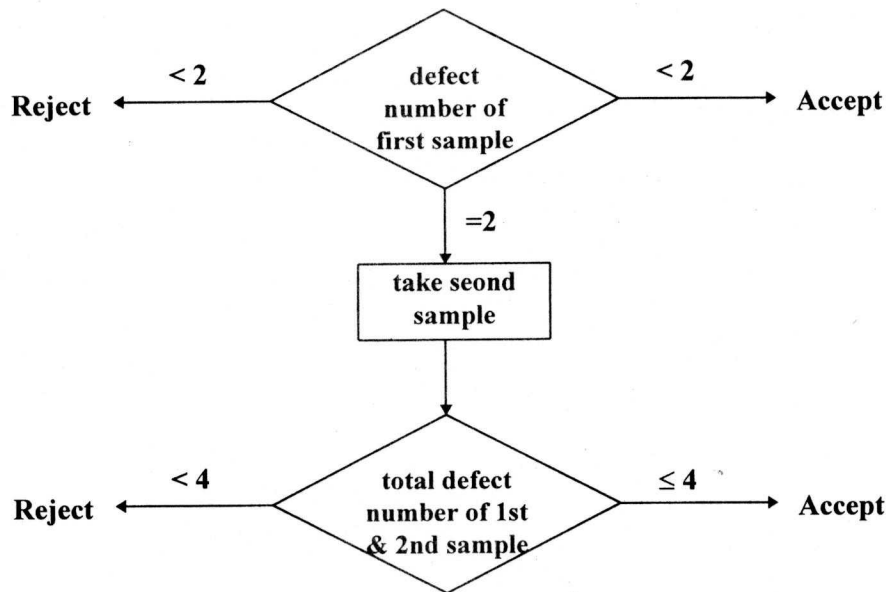 < 2
defect
number of
first sample
< 2
Reject
Accept
=2
take seond
sample
< 4
total defect
number of 1st
& 2nd sample
≤ 4
Reject
Accept